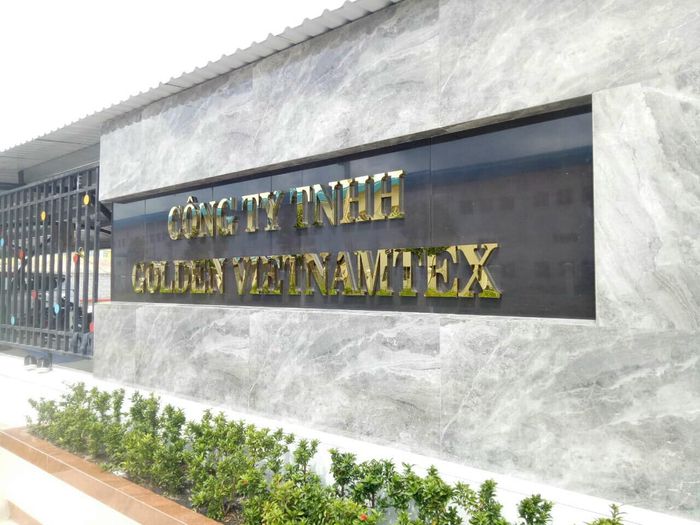 CÔNG TY TNHH
GOLDEN VIETNAMTEX